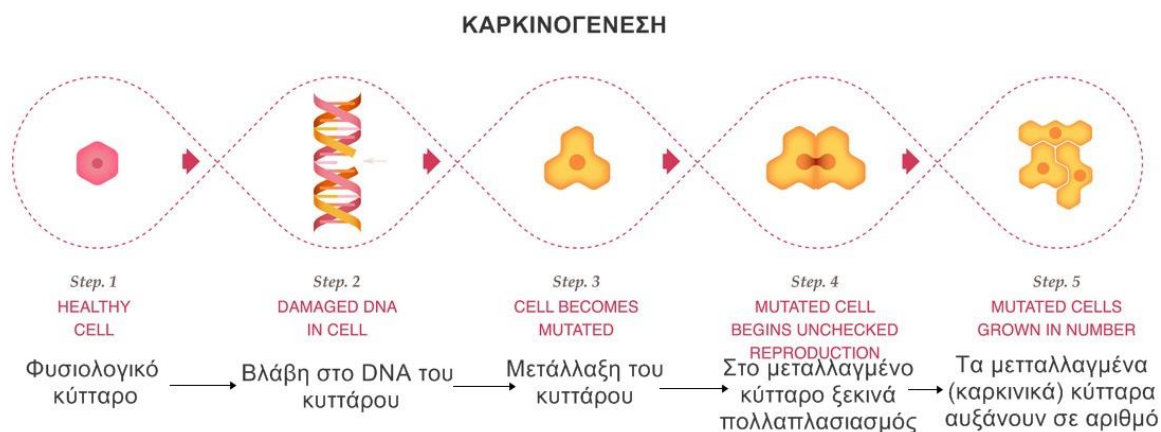 ΚΑΡΚΙΝΟΓΕΝΕΣΗ
Step. 1
HEALTHY
CELL
Φυσιολογικό
κύτταρο
Step. 2
DAMAGED DNA
IN CELL
Βλάβη στο DNA του
κυττάρου
Step. 3
CELL BECOMES
MUTATED
Μετάλλαξη του
κυττάρου
Step. 4
MUTATED CELL
BEGINS UNCHECKED
REPRODUCTION
Στο μεταλλαγμένο
κύτταρο ξεκινά
πολλαπλασιασμός
Step. 5
MUTATED CELLS
GROWN IN NUMBER
Τα μετταλλαγμένα
(καρκινικά) κύτταρα
αυξάνουν σε αριθμό